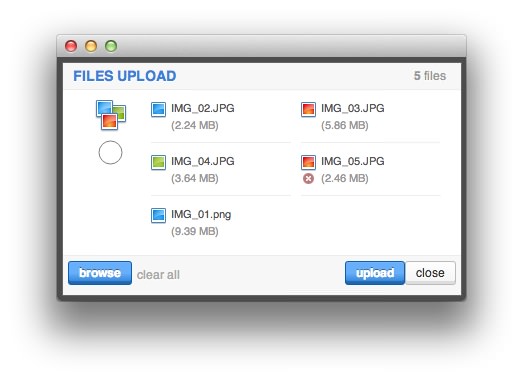 FILES UPLOAD
5 files
IMG_02.JPG
(2.24 MB)
IMG_03.JPG
(5.86 MB)
IMG_04.JPG
(3.64 MB)
IMG_05.JPG
(2.46 MB)
IMG_01.png
(9.39 MB)
browse
clear all
upload
close